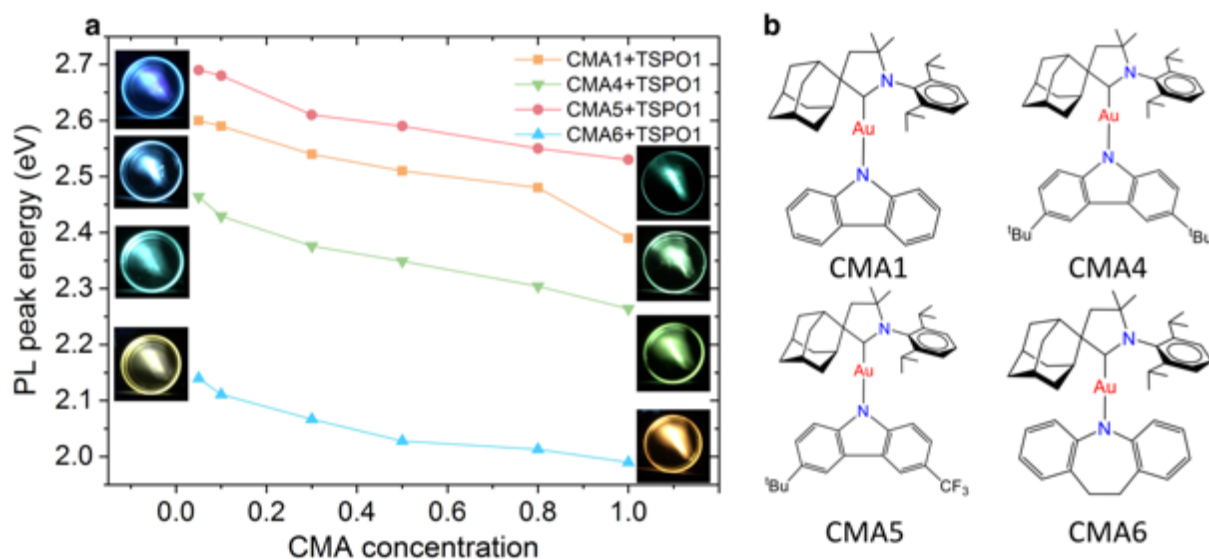 a
PL peak energy (eV)
2.7
2.6
2.5
2.4
2.3
2.2
2.1
2.0
CMA1+TSPO1
CMA4+TSPO1
CMA5+TSPO1
CMA6+TSPO1
0.0 0.2 0.4 0.6 0.8 1.0
CMA concentration
b
N
Au
N
CMA1
N
Au
N
tBu tBu
CMA4
N
Au
N
tBu CF3
CMA5
N
Au
N
CMA6